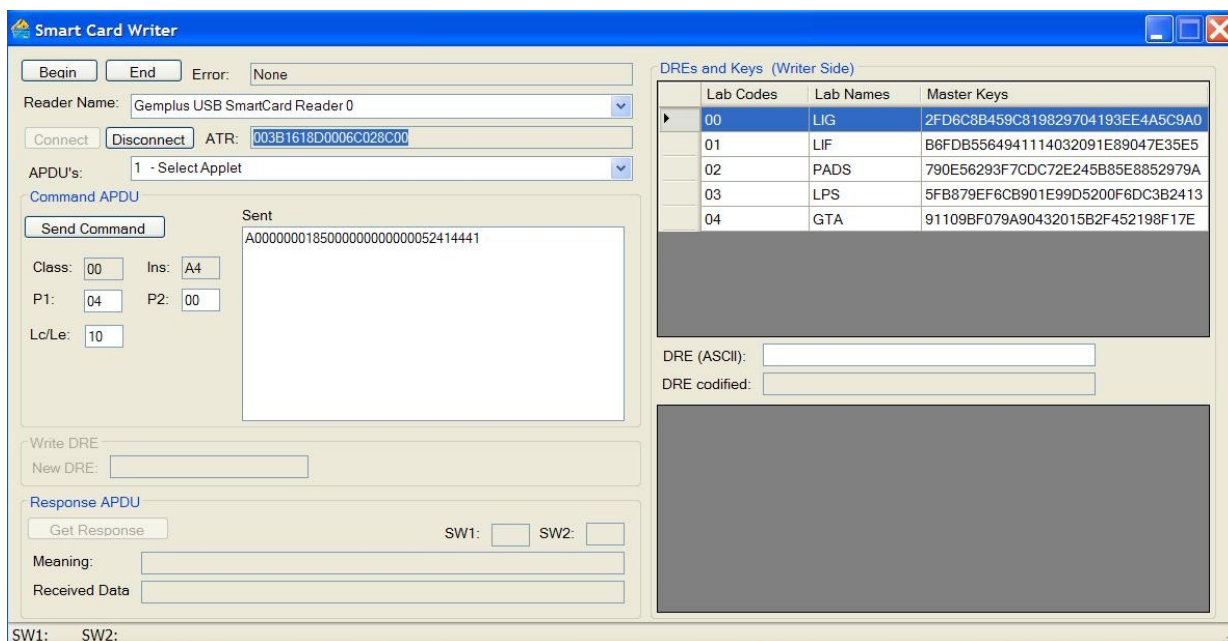 Smart Card Writer
Begin End Error: None
Reader Name: Gemplus USB SmartCard Reader 0
Connect Disconnect ATR: 003B1618D0006C028C00
APDU's: 1 - Select Applet
Command APDU
Send Command
Sent
A00000001850000000000000052414441
Class: 00 Ins: A4
P1: 04 P2: 00
Lc/Le: 10
Write DRE
New DRE:
Response APDU
Get Response SW1: SW2:
Meaning:
Received Data
DREs and Keys (Writer Side)
Lab Codes Lab Names Master Keys
00 LIG 2FD6C8B459C819829704193EE4A5C9A0
01 LIF B6FDB5564941114032091E89047E35E5
02 PADS 790E56293F7CDC72E245B85E8852979A
03 LPS 5FB879EF6CB901E99D5200F6DC3B2413
04 GTA 91109BF079A90432015B2F452198F17E
DRE (ASCII):
DRE codified:
SW1: SW2: